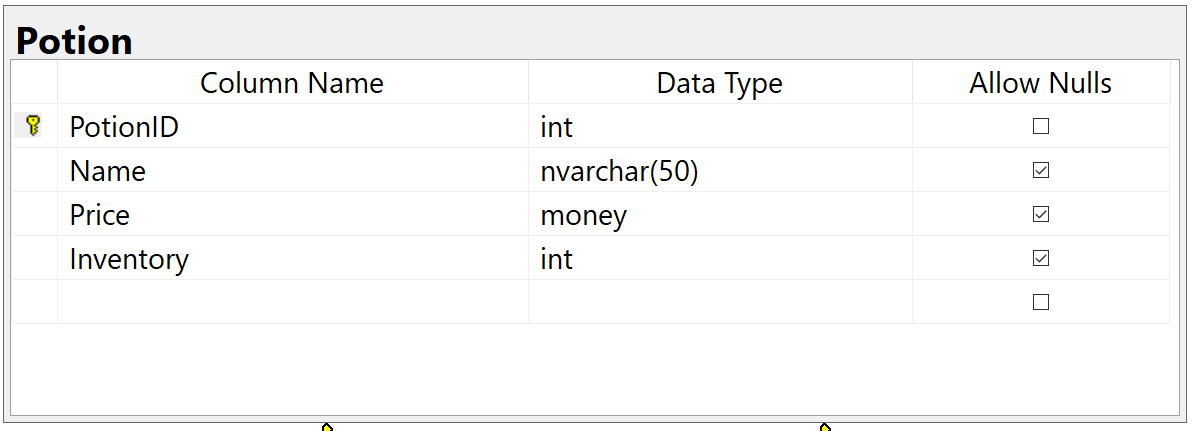 Potion
Column Name Data Type Allow Nulls
PotionID int
Name nvarchar(50)
Price money
Inventory int